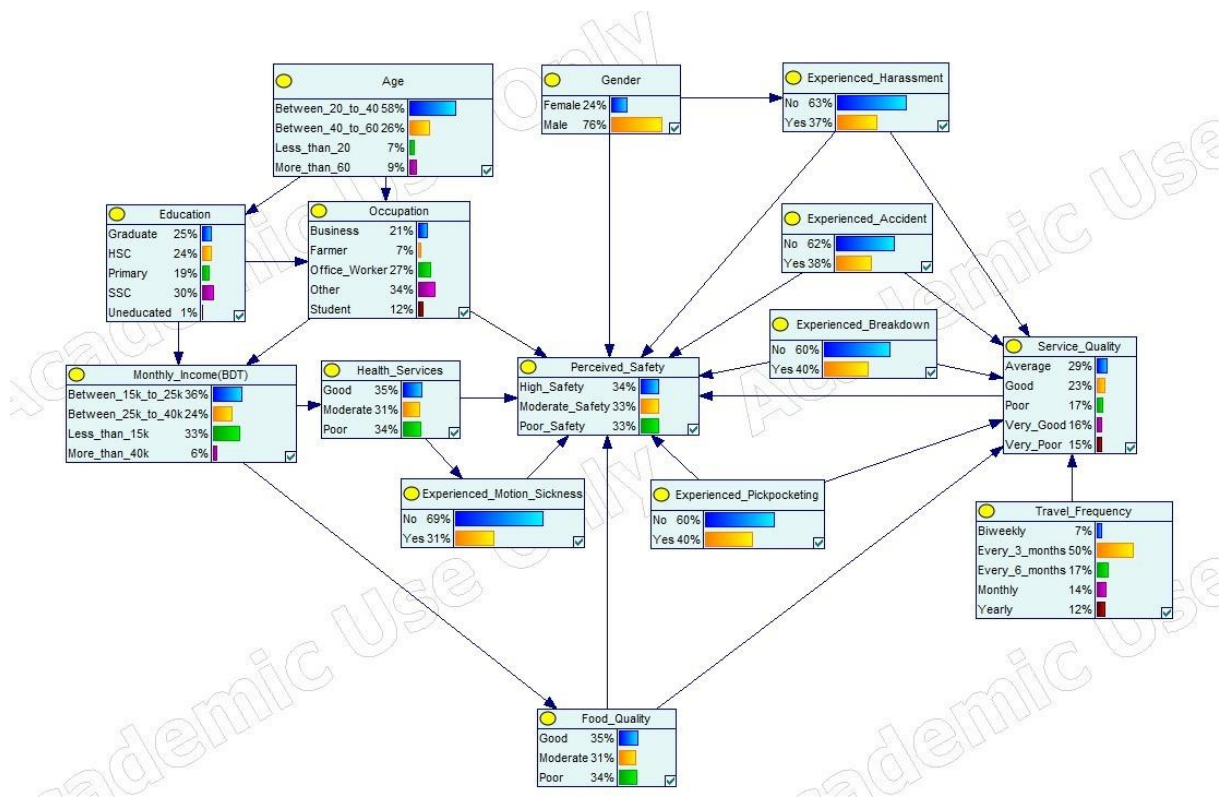 Age
Between_20_to_40 58%
Between_40_to_60 26%
Less_than_20 7%
More_than_60 9%
Gender
Female 24%
Male 76%
Experienced_Harassment
No 63%
Yes 37%
Education
Graduate 25%
HSC 24%
Primary 19%
SSC 30%
Uneducated 1%
Occupation
Business 21%
Farmer 7%
Office_Worker 27%
Other 34%
Student 12%
Experienced_Accident
No 62%
Yes 38%
Experienced_Breakdown
No 60%
Yes 40%
Monthly_Income(BDT)
Between_15k_to_25k 36%
Between_25k_to_40k 24%
Less_than_15k 33%
More_than_40k 6%
Health_Services
Good 35%
Moderate 31%
Poor 34%
Perceived_Safety
High_Safety 34%
Moderate_Safety 33%
Poor_Safety 33%
Service_Quality
Average 29%
Good 23%
Poor 17%
Very_Good 16%
Very_Poor 15%
Experienced_Motion_Sickness
No 69%
Yes 31%
Experienced_Pickpocketing
No 60%
Yes 40%
Travel_Frequency
Biweekly 7%
Every_3_months 50%
Every_6_months 17%
Monthly 14%
Yearly 12%
Food_Quality
Good 35%
Moderate 31%
Poor 34%
Academic Use Only
Academic Use
Academic Use Only
Academic Use